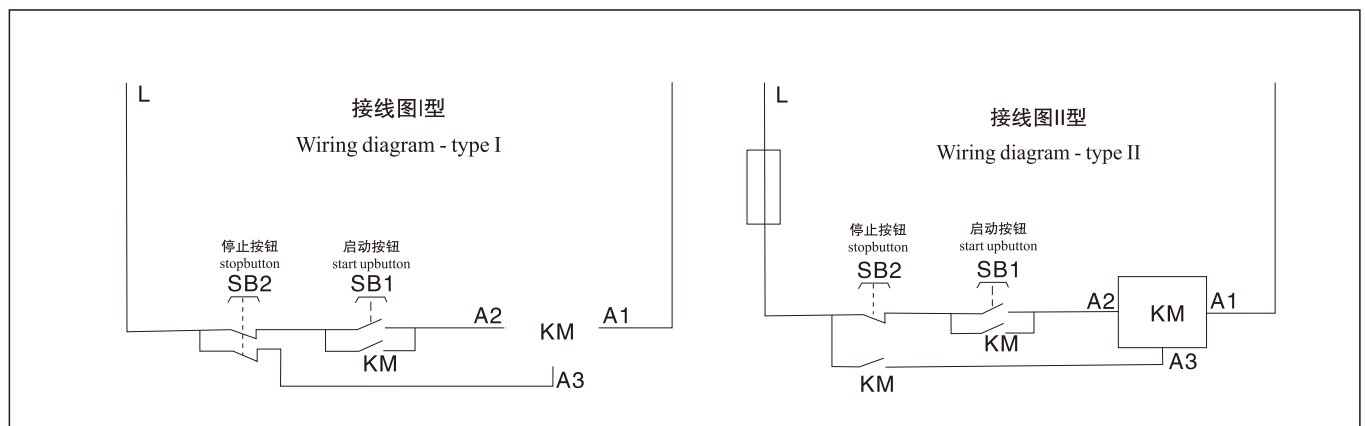 L
接线图I型
Wiring diagram - type I
停止按钮
stopbutton
SB2
启动按钮
start upbutton
SB1
A2
KM
A1
KM
A3
L
接线图II型
Wiring diagram - type II
停止按钮
stopbutton
SB2
启动按钮
start upbutton
SB1
A2
KM
A1
KM
A3
KM